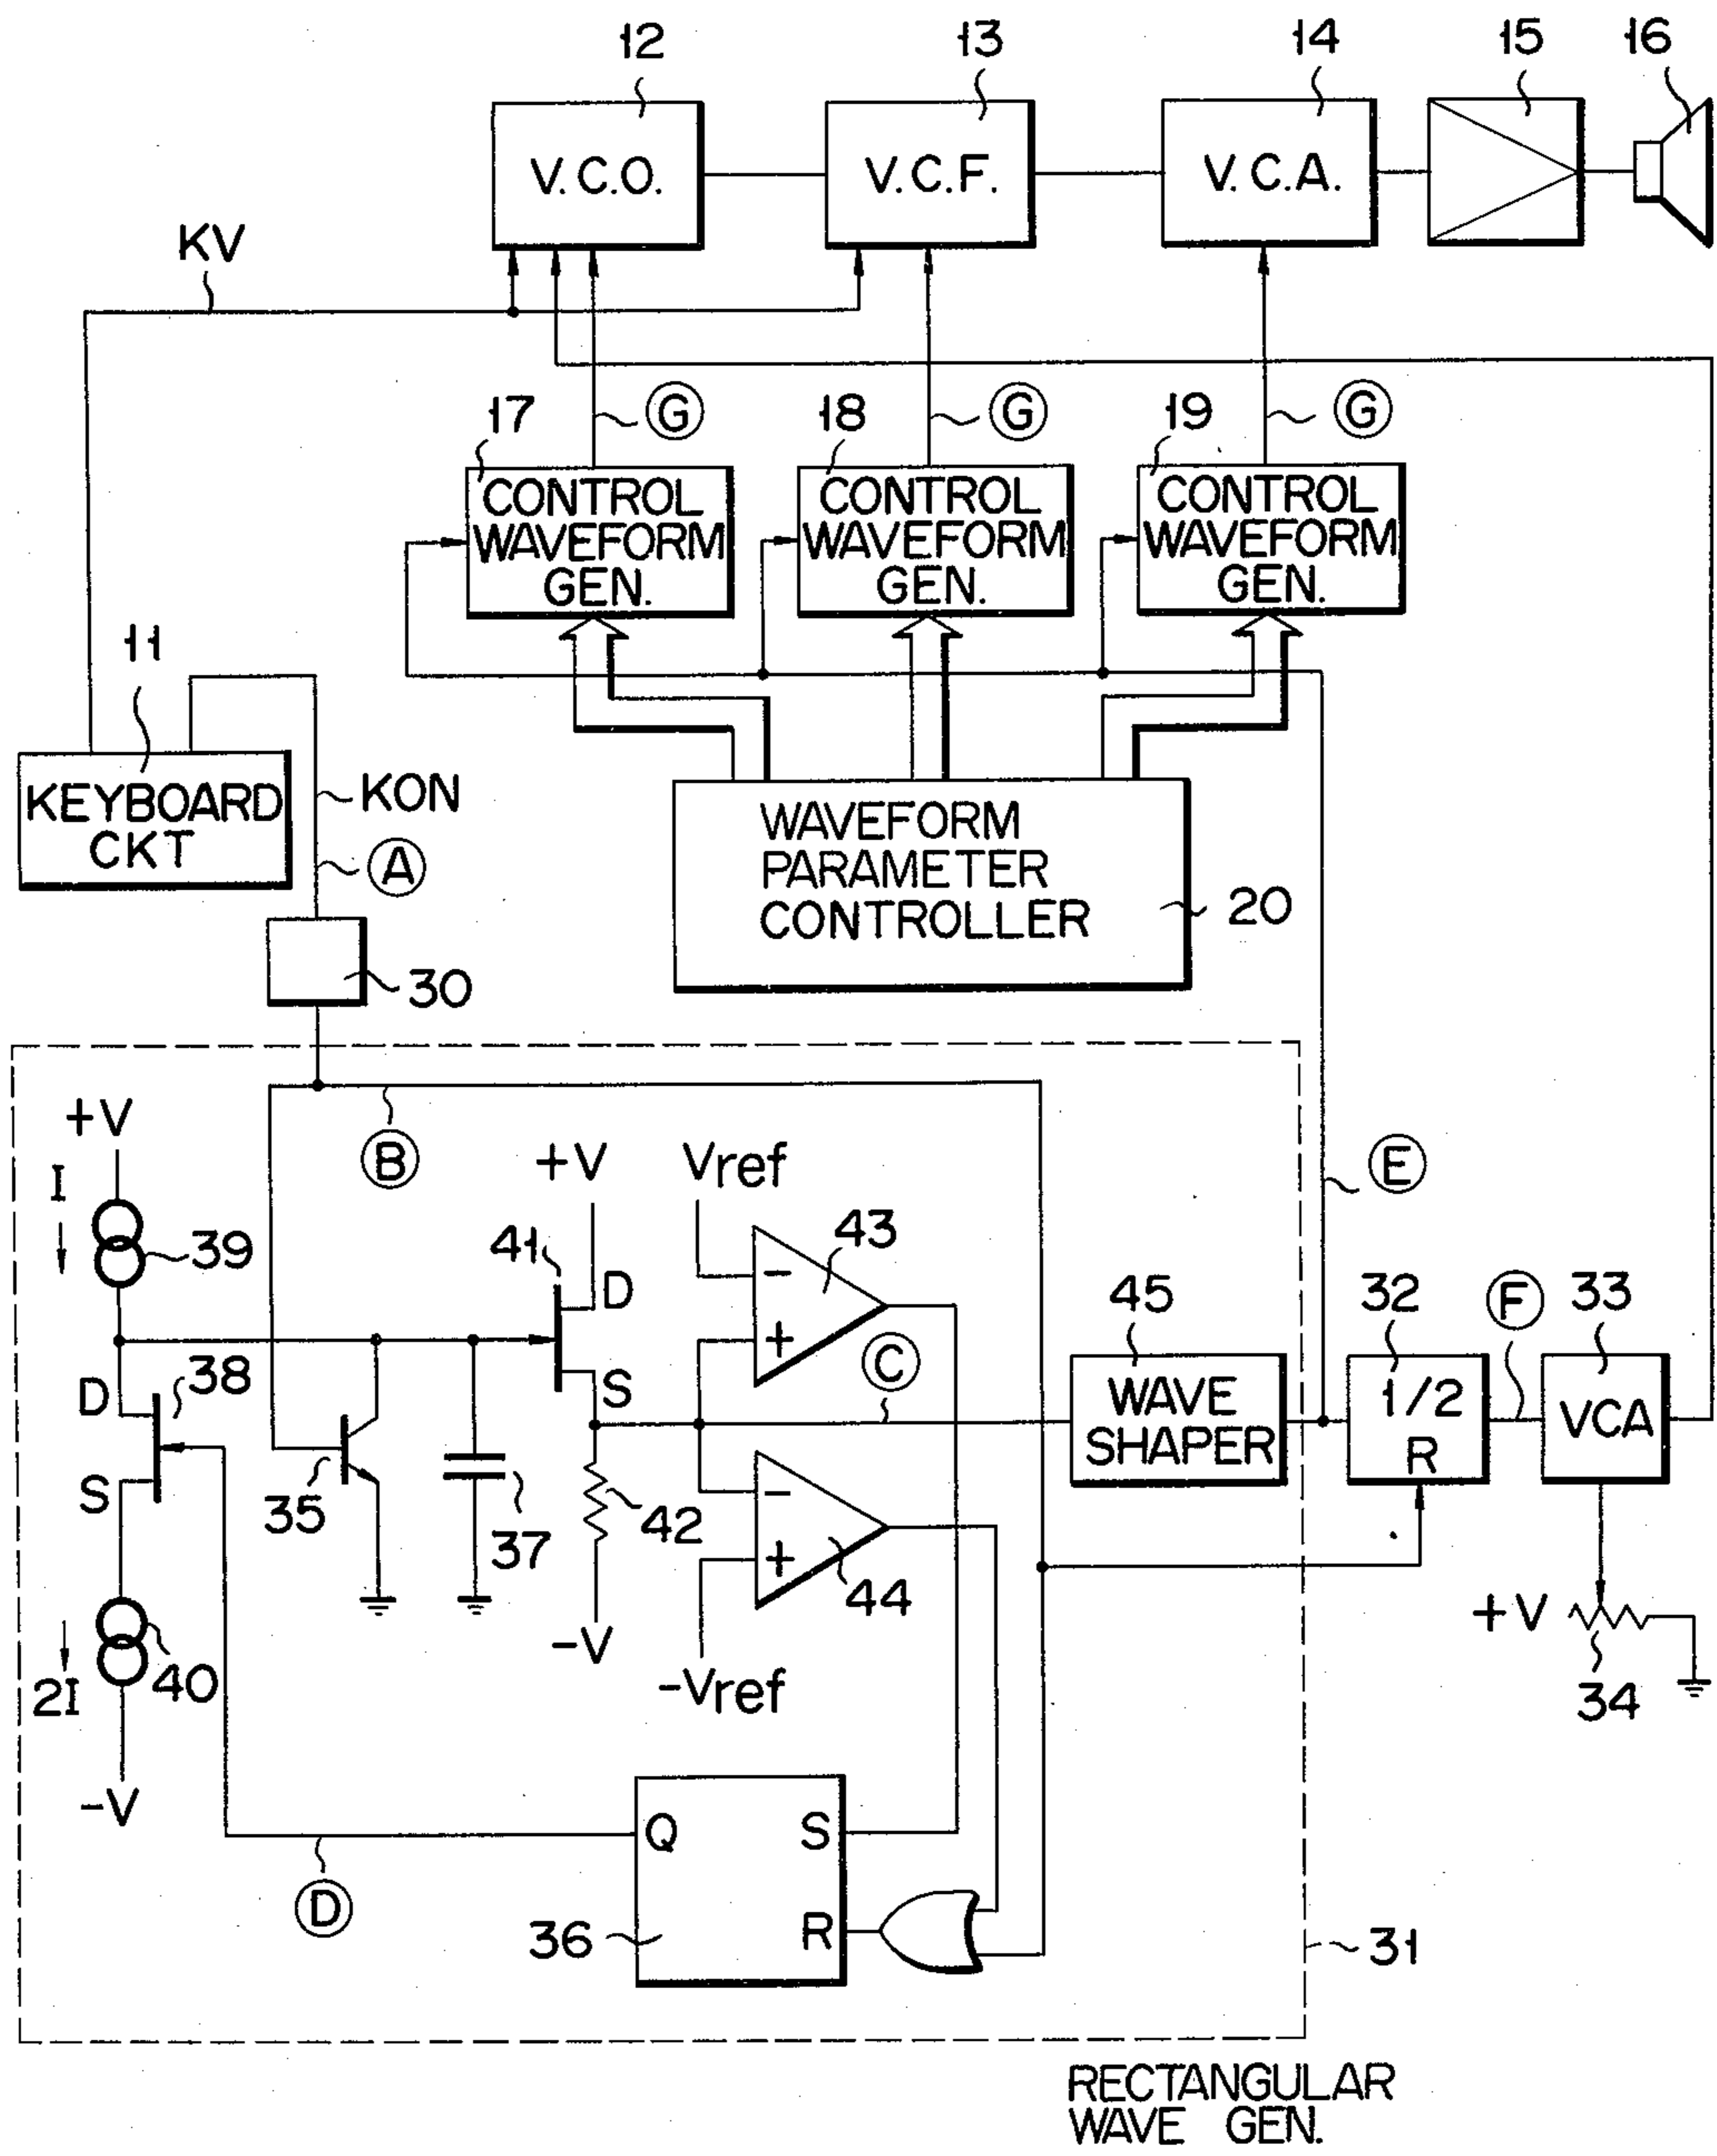 12
13
14
15
16
V.C.O.
V.C.F.
V.C.A.
KV
17
G
18
G
19
G
CONTROL
WAVEFORM
GEN.
CONTROL
WAVEFORM
GEN.
CONTROL
WAVEFORM
GEN.
11
KEYBOARD
CKT
KON
A
WAVEFORM
PARAMETER
CONTROLLER
20
30
+V
B
+V
Vref
E
I
39
41
D
43
45
32
F
33
C
D
38
S
+
−
WAVE
SHAPER
1/2
R
VCA
S
35
37
42
−
+
44
+V
34
2I
40
−V
−Vref
−V
Q
S
D
36
R
31
RECTANGULAR
WAVE GEN.